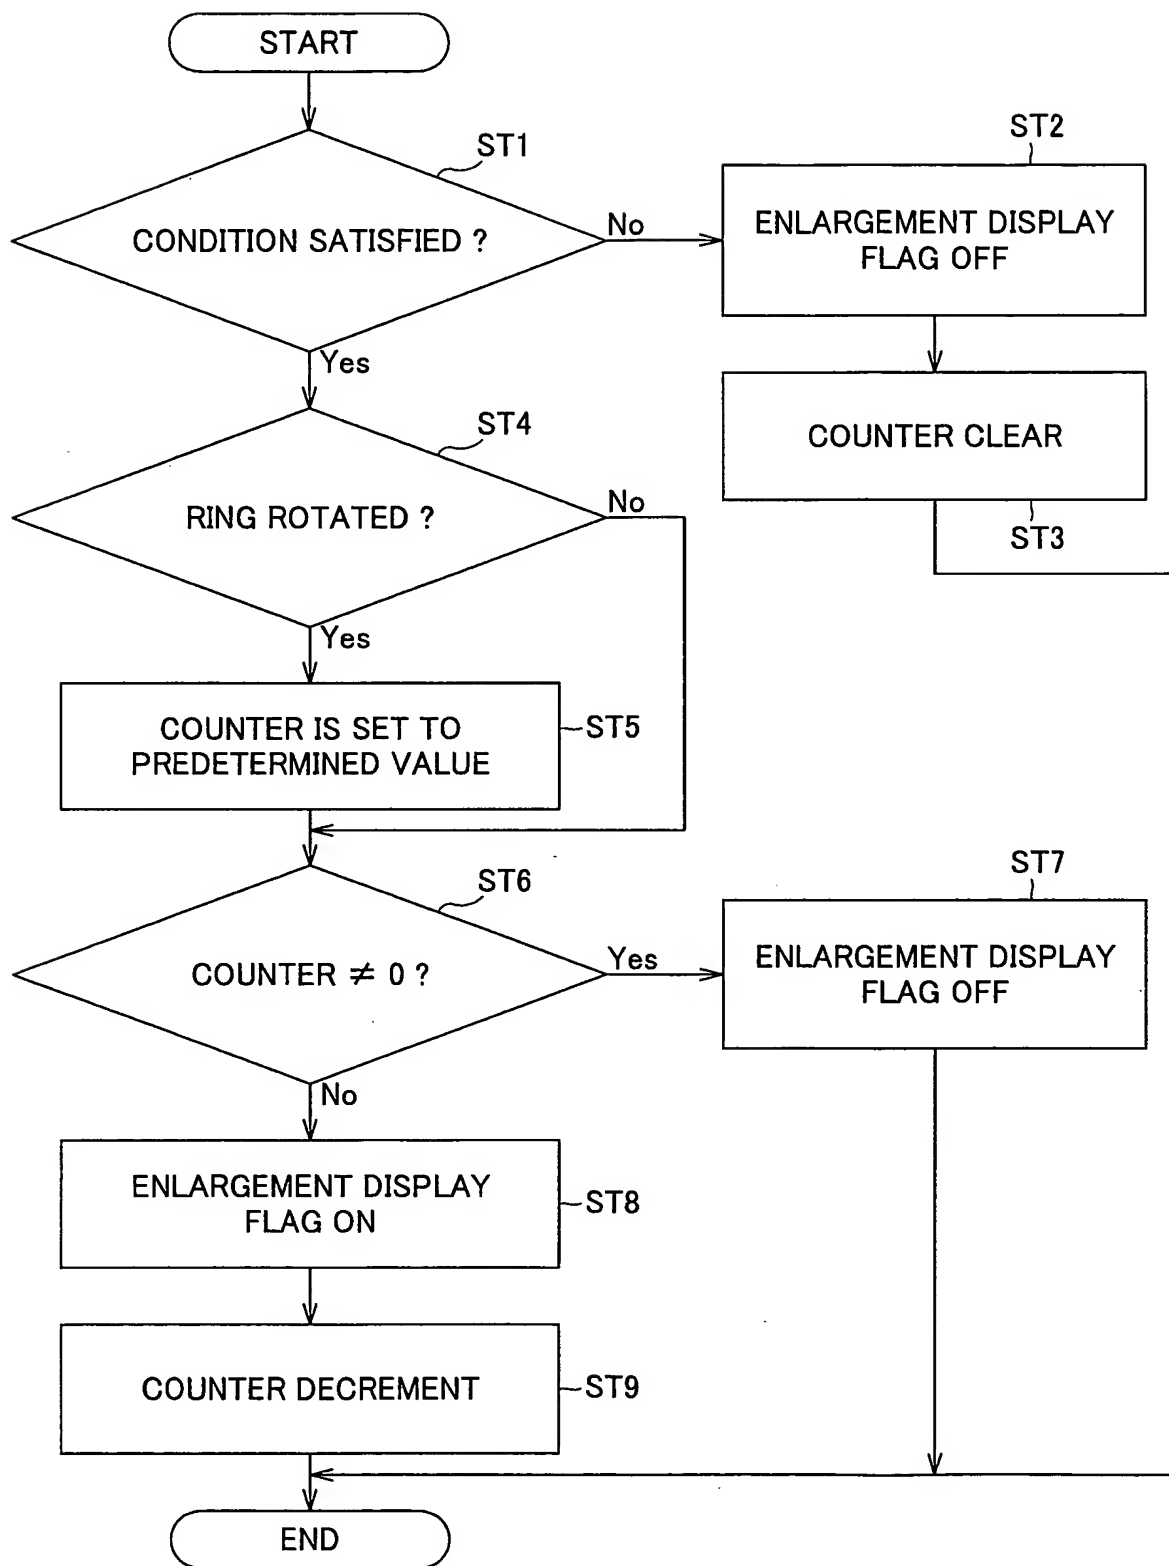 START
ST1
CONDITION SATISFIED ?
No
Yes
ST2
ENLARGEMENT DISPLAY
FLAG OFF
COUNTER CLEAR
ST3
ST4
RING ROTATED ?
No
Yes
COUNTER IS SET TO
PREDETERMINED VALUE
ST5
ST6
COUNTER ≠ 0 ?
Yes
No
ST7
ENLARGEMENT DISPLAY
FLAG OFF
ENLARGEMENT DISPLAY
FLAG ON
ST8
COUNTER DECREMENT
ST9
END